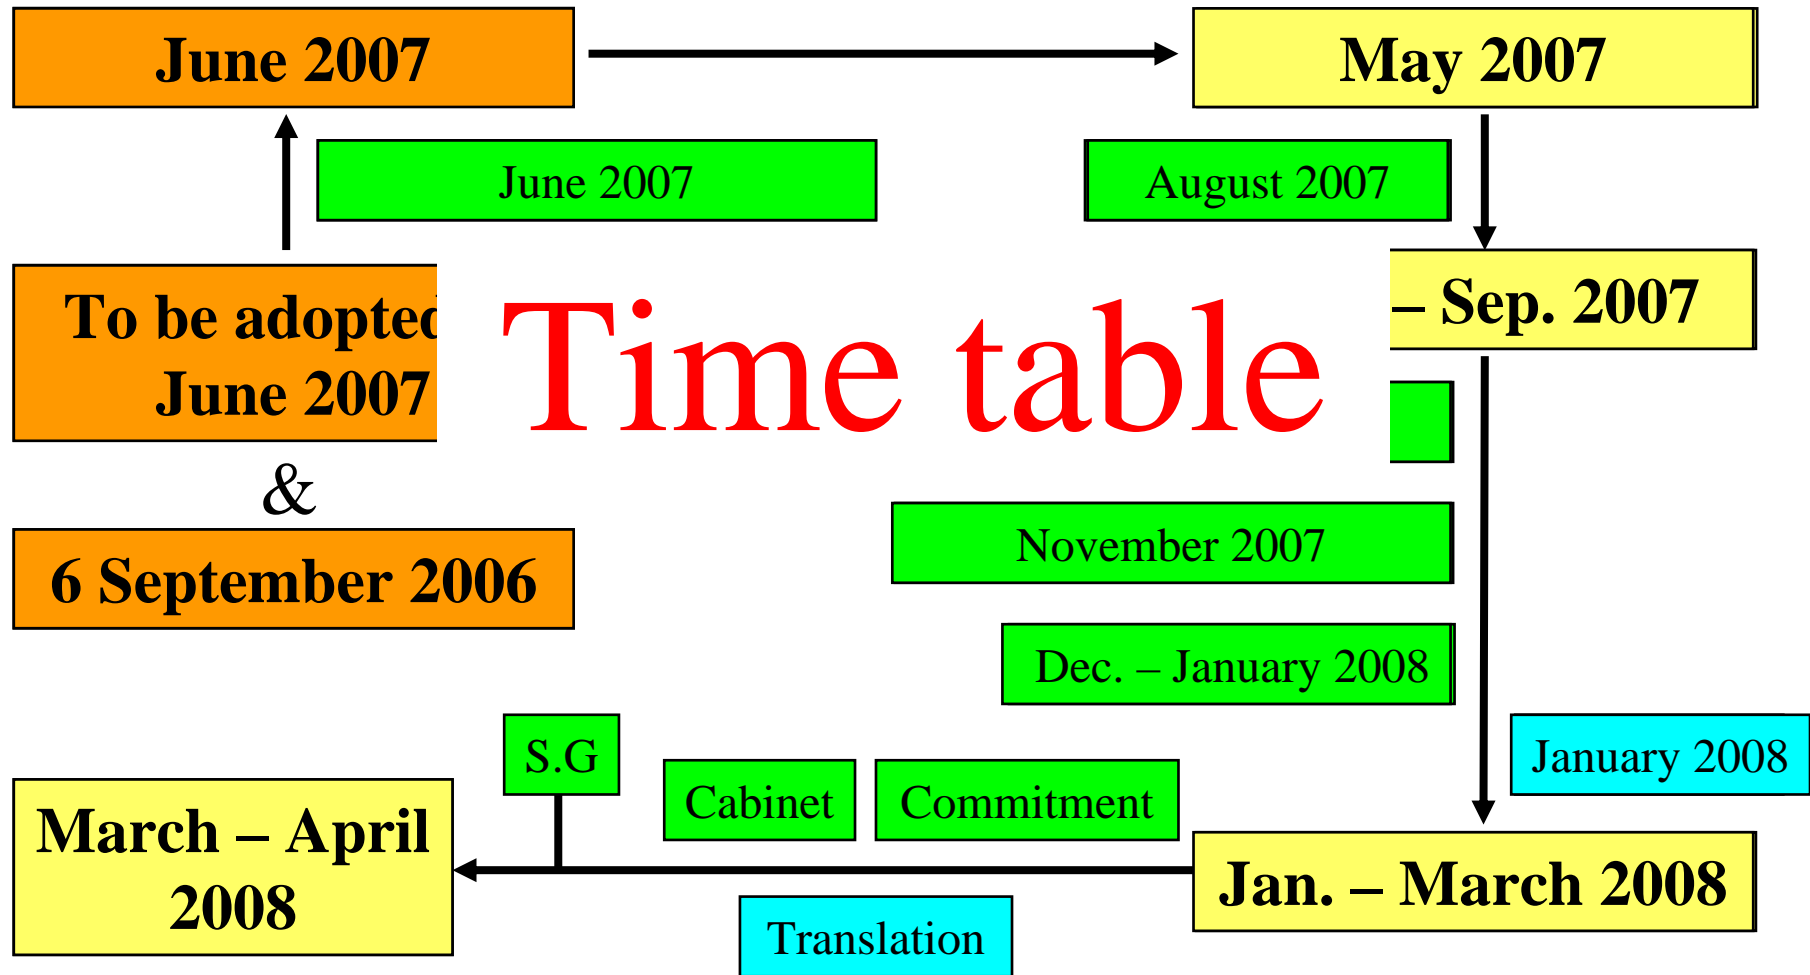 June 2007
May 2007
June 2007
August 2007
To be adopted
June 2007
Time table
– Sep. 2007
&
November 2007
6 September 2006
Dec. – January 2008
S.G
January 2008
Cabinet
Commitment
March – April
2008
Jan. – March 2008
Translation